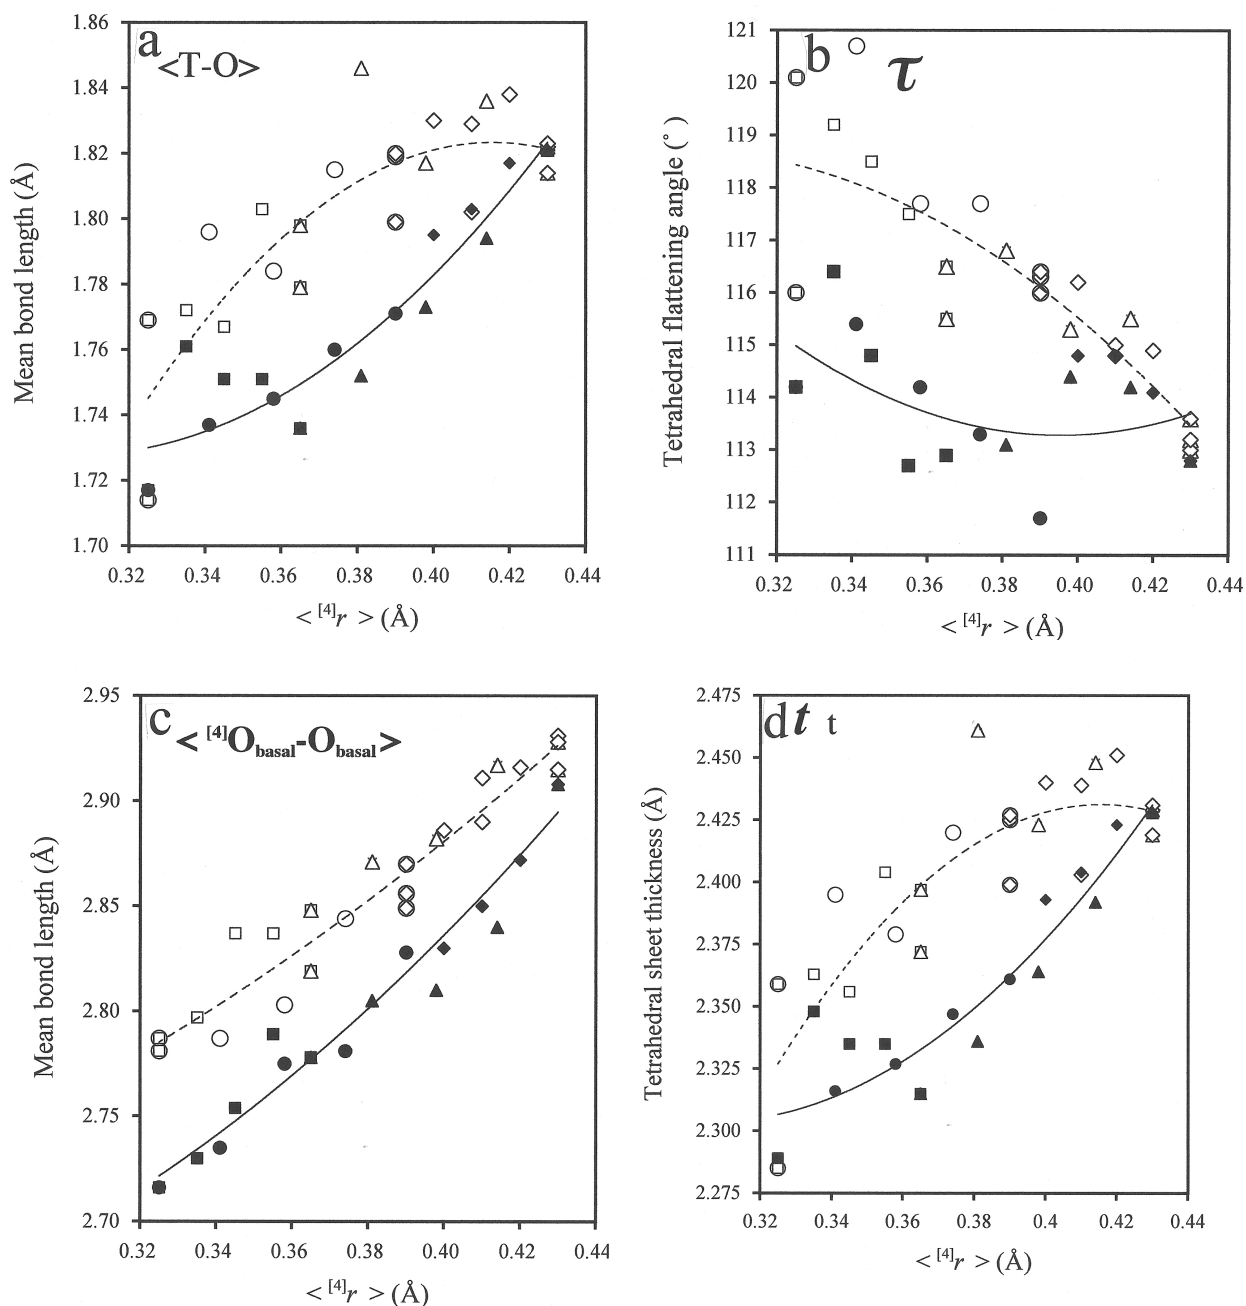 a
<T-O>
Mean bond length (Å)
1.86
1.84
1.82
1.80
1.78
1.76
1.74
1.72
1.70
0.32 0.34 0.36 0.38 0.40 0.42 0.44
< [4]r > (Å)
b τ
Tetrahedral flattening angle (°)
121
120
119
118
117
116
115
114
113
112
111
0.32 0.34 0.36 0.38 0.40 0.42 0.44
< [4]r > (Å)
c
< [4]Obasal-Obasal>
Mean bond length (Å)
2.95
2.90
2.85
2.80
2.75
2.70
0.32 0.34 0.36 0.38 0.40 0.42 0.44
< [4]r > (Å)
d t t
Tetrahedral sheet thickness (Å)
2.475
2.450
2.425
2.400
2.375
2.350
2.325
2.300
2.275
0.32 0.34 0.36 0.38 0.4 0.42 0.44
< [4]r > (Å)